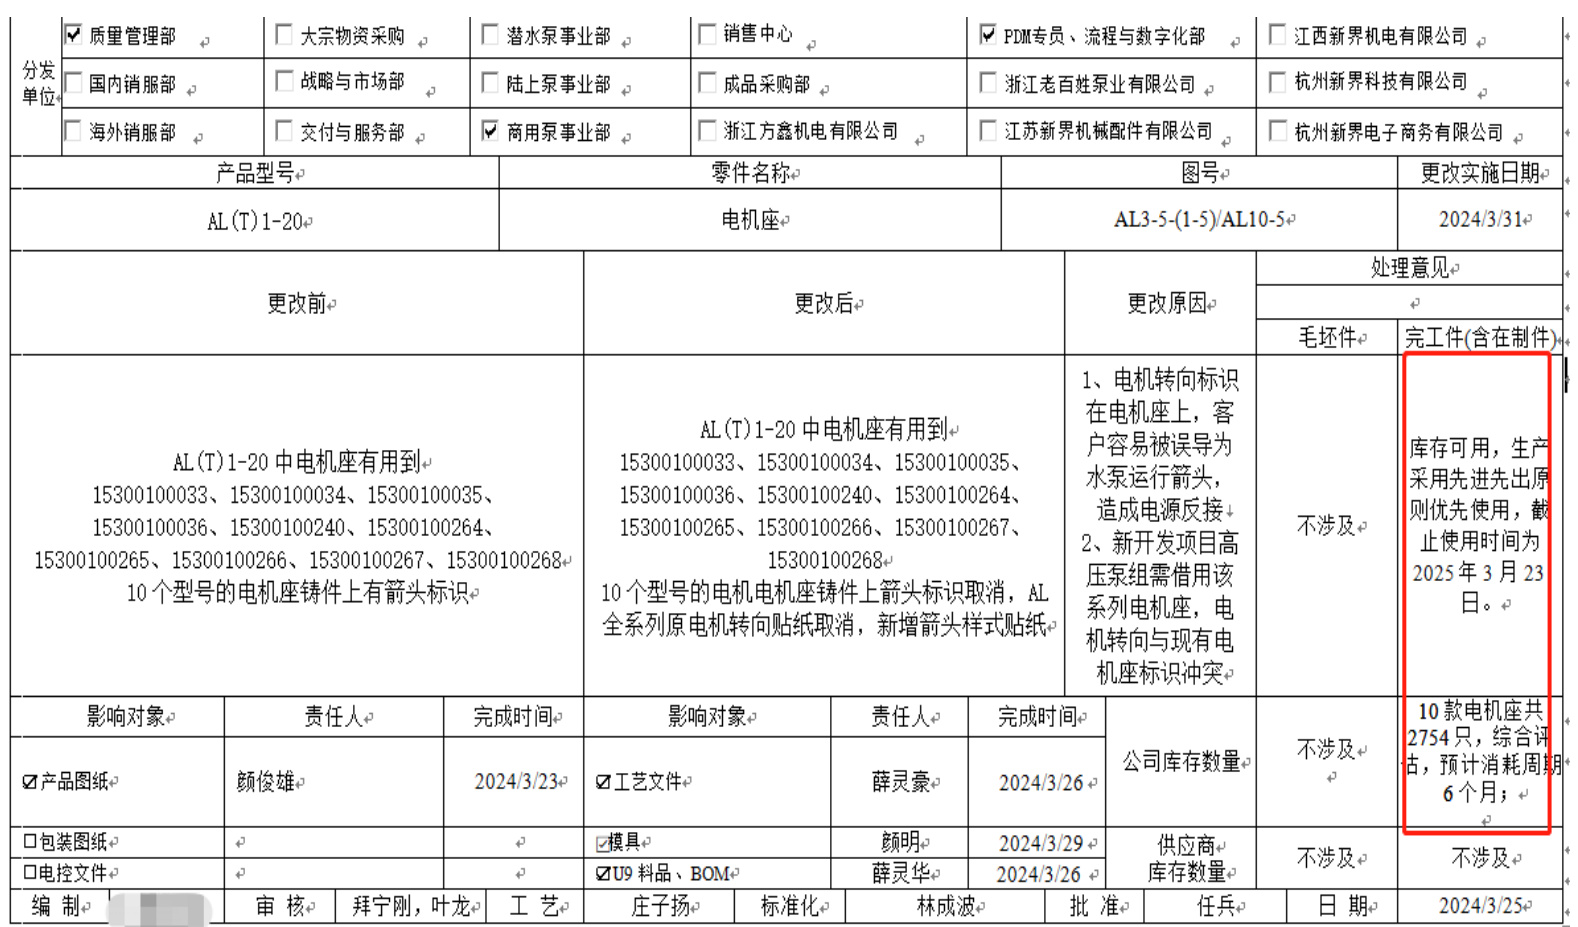 质量管理部 大宗物资采购 潜水泵事业部 销售中心 PDM专员、流程与数字化部 江西新界机电有限公司
分发
单位
国内销服部 战略与市场部 陆上泵事业部 成品采购部 浙江老百姓泵业有限公司 杭州新界科技有限公司
海外销服部 交付与服务部 商用泵事业部 浙江方鑫机电有限公司 江苏新界机械配件有限公司 杭州新界电子商务有限公司
产品型号 零件名称 图号 更改实施日期
AL(T)1-20 电机座 AL3-5-(1-5)/AL10-5 2024/3/31
更改前 更改后 更改原因 处理意见
毛坯件 完工件(含在制件)
AL(T)1-20 中电机座有用到
15300100033、15300100034、15300100035、
15300100036、15300100240、15300100264、
15300100265、15300100266、15300100267、15300100268
10 个型号的电机座铸件上有箭头标识
AL(T)1-20 中电机座有用到
15300100033、15300100034、15300100035、
15300100036、15300100240、15300100264、
15300100265、15300100266、15300100267、
15300100268
10 个型号的电机电机座铸件上箭头标识取消，AL
全系列原电机转向贴纸取消，新增箭头样式贴纸
1、电机转向标识
在电机座上，客
户容易被误导为
水泵运行箭头，
造成电源反接
2、新开发项目高
压泵组需借用该
系列电机座，电
机转向与现有电
机座标识冲突
不涉及
库存可用，生产
采用先进先出原
则优先使用，截
止使用时间为
2025 年 3 月 23
日。
影响对象 责任人 完成时间 影响对象 责任人 完成时间
公司库存数量 不涉及
10 款电机座共
2754 只，综合评
估，预计消耗周期
6 个月；
产品图纸 颜俊雄 2024/3/23 工艺文件 薛灵豪 2024/3/26
包装图纸 模具 颜明 2024/3/29
供应商
库存数量
不涉及 不涉及
电控文件 U9 料品、BOM 薛灵华 2024/3/26
编 制 审 核 拜宁刚，叶龙 工 艺 庄子扬 标准化 林成波 批 准 任兵 日 期 2024/3/25